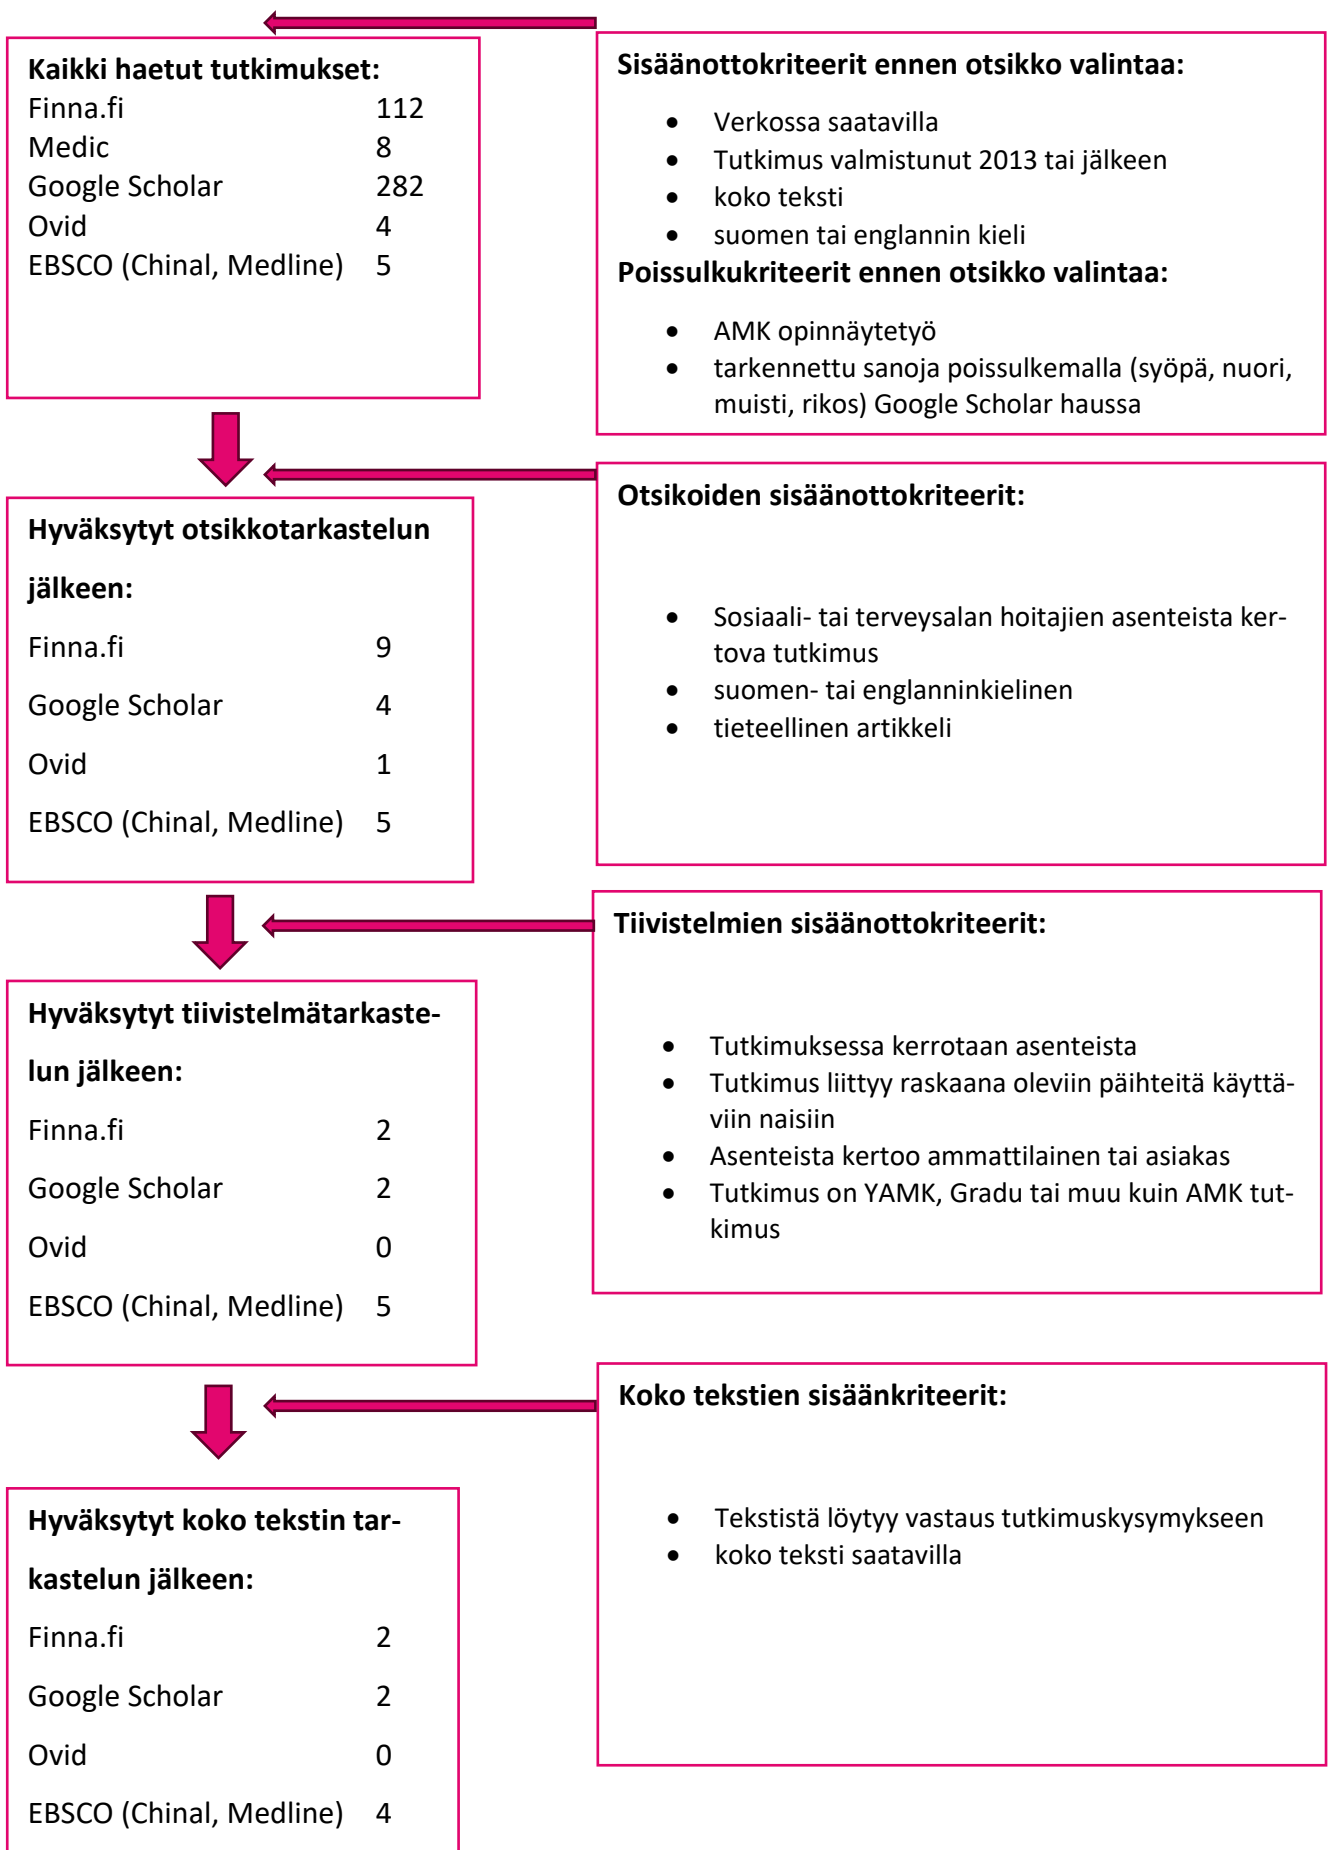 Kaikki haetut tutkimukset:
Finna.fi 112
Medic 8
Google Scholar 282
Ovid 4
EBSCO (Chinal, Medline) 5
Sisäänottokriteerit ennen otsikko valintaa:
• Verkossa saatavilla
• Tutkimus valmistunut 2013 tai jälkeen
• koko teksti
• suomen tai englannin kieli
Poissulkukriteerit ennen otsikko valintaa:
• AMK opinnäytetyö
• tarkennettu sanoja poissulkemalla (syöpä, nuori,
muisti, rikos) Google Scholar haussa
Hyväksytyt otsikkotarkastelun
jälkeen:
Finna.fi 9
Google Scholar 4
Ovid 1
EBSCO (Chinal, Medline) 5
Otsikoiden sisäänottokriteerit:
• Sosiaali- tai terveysalan hoitajien asenteista ker-
tova tutkimus
• suomen- tai englanninkielinen
• tieteellinen artikkeli
Hyväksytyt tiivistelmätarkaste-
lun jälkeen:
Finna.fi 2
Google Scholar 2
Ovid 0
EBSCO (Chinal, Medline) 5
Tiivistelmien sisäänottokriteerit:
• Tutkimuksessa kerrotaan asenteista
• Tutkimus liittyy raskaana oleviin päihteitä käyttä-
viin naisiin
• Asenteista kertoo ammattilainen tai asiakas
• Tutkimus on YAMK, Gradu tai muu kuin AMK tut-
kimus
Hyväksytyt koko tekstin tar-
kastelun jälkeen:
Finna.fi 2
Google Scholar 2
Ovid 0
EBSCO (Chinal, Medline) 4
Koko tekstien sisäänkriteerit:
• Tekstistä löytyy vastaus tutkimuskysymykseen
• koko teksti saatavilla